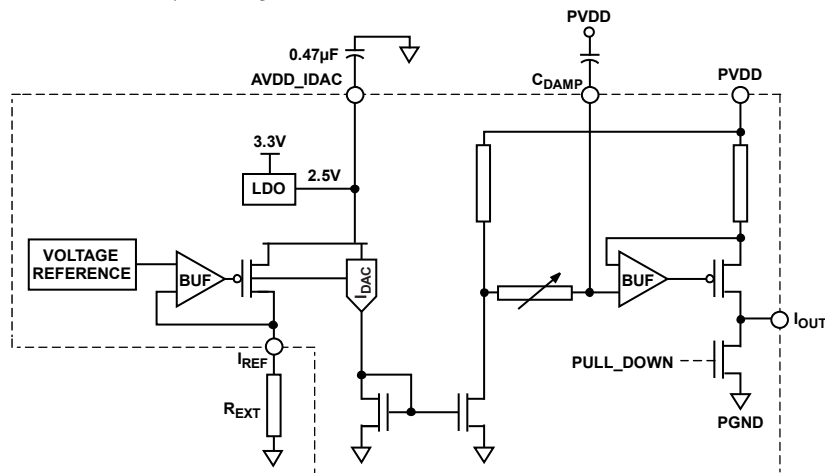 PVDD
0.47µF
AVDD_IDAC
CDAMP
PVDD
3.3V
LDO
2.5V
VOLTAGE
REFERENCE
BUF
IDAC
BUF
IOUT
IREF
PULL_DOWN
REXT
PGND